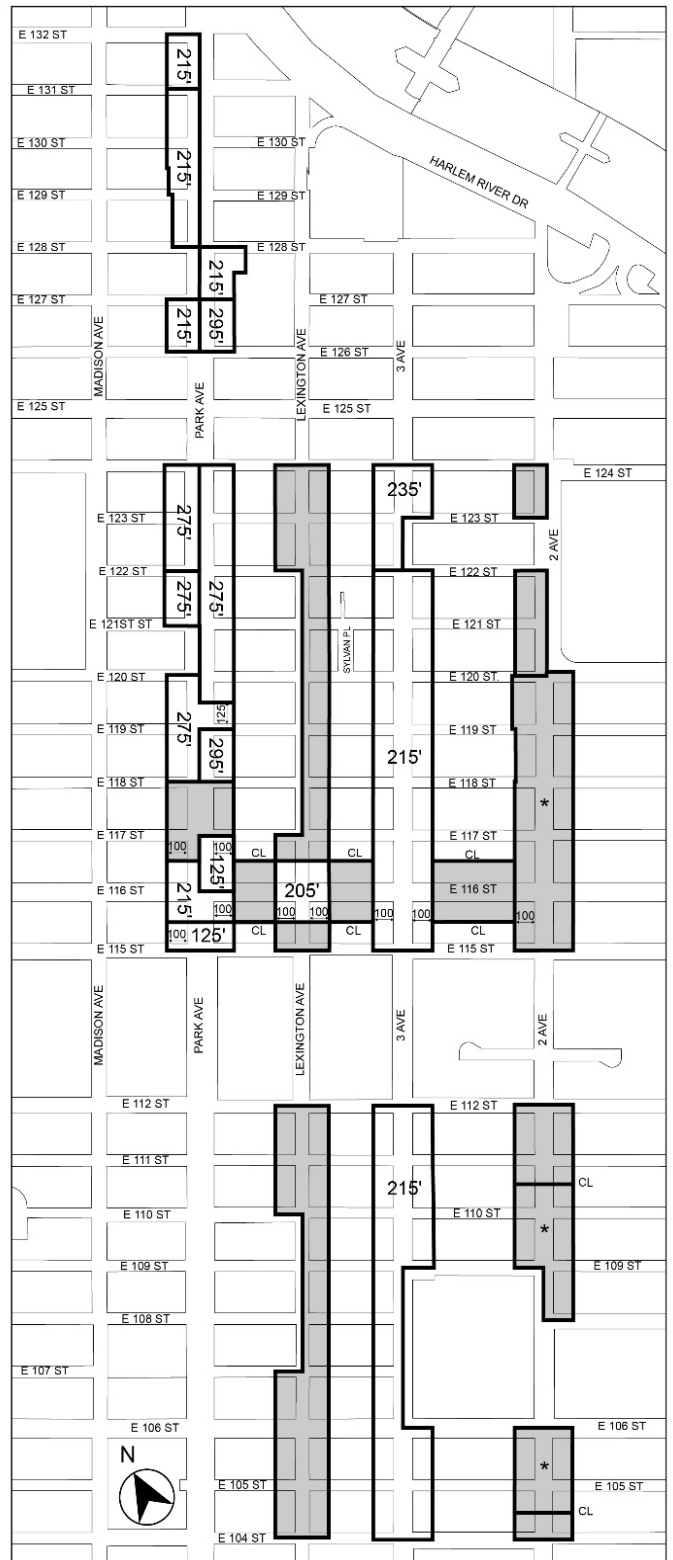 E 132 ST
215'
E 131 ST
E 130 ST
E 130 ST
215'
HARLEM RIVER DR
E 129 ST
E 129 ST
E 128 ST
E 128 ST
215'
E 127 ST
E 127 ST
215'
295'
MADISON AVE
LEXINGTON AVE
3 AVE
E 126 ST
PARK AVE
E 125 ST
E 125 ST
E 124 ST
235'
E 123 ST
275'
E 123 ST
2 AVE
E 122 ST
E 122 ST
275'
275'
E 121ST ST
E 121 ST
SYLVAN PL
E 120 ST
E 120 ST.
125
275'
E 119 ST
E 119 ST
295'
215'
E 118 ST
E 118 ST
*
E 117 ST
E 117 ST
100
100
CL
CL
CL
125'
E 116 ST
205'
E 116 ST
215'
100
100
100
100
100
100
100
125'
CL
CL
CL
E 115 ST
E 115 ST
MADISON AVE
PARK AVE
LEXINGTON AVE
3 AVE
2 AVE
E 112 ST
E 112 ST
E 111 ST
215'
CL
E 110 ST
E 110 ST
*
E 109 ST
E 109 ST
E 108 ST
E 107 ST
E 106 ST
E 106 ST
N
*
E 105 ST
E 105 ST
CL
E 104 ST